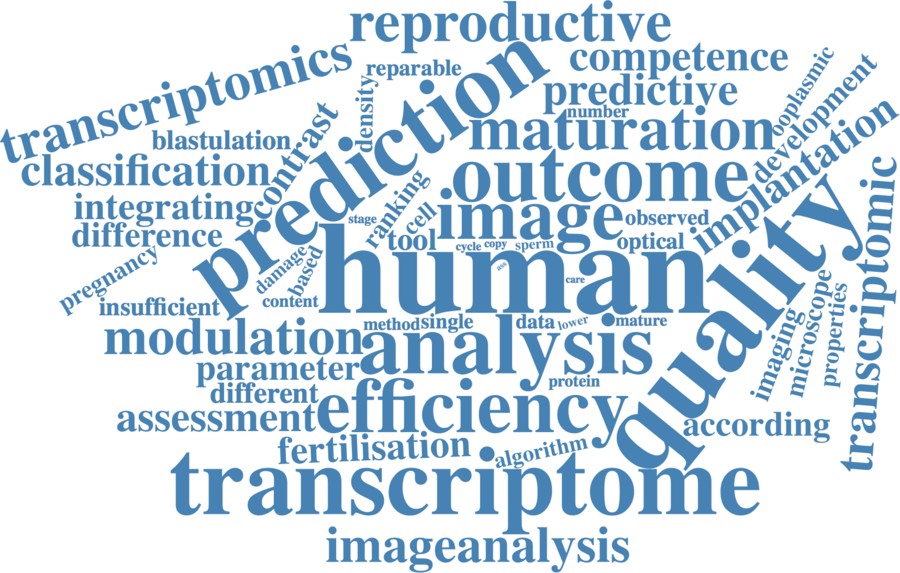 reproductive
transcriptomics
reparable
competence
ooplasmic
density
prediction
predictive
number
development
blastulation
contrast
maturation
implantation
classification
outcome
ranking
integrating
cell
image
observed
stage
difference
tool
cycle
copy
sperm
optical
transcriptomic
pregnancy
damage
based
human
ass
care
quality
content
insufficient
imaging
microscope
properties
modulation
method
single
data
lower
mature
analysis
parameter
protein
different
efficiency
assessment
according
fertilisation
algorithm
transcriptome
imageanalysis